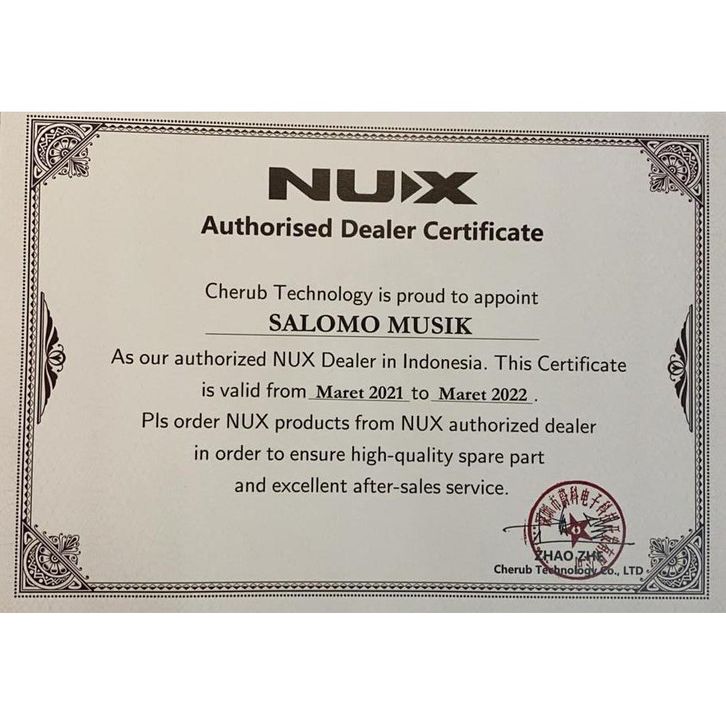 NUX
Authorised Dealer Certificate
Cherub Technology is proud to appoint
SALOMO MUSIK
As our authorized NUX Dealer in Indonesia. This Certificate
is valid from Maret 2021 to Maret 2022 .
Pls order NUX products from NUX authorized dealer
in order to ensure high-quality spare part
and excellent after-sales service.
ZHAO ZHE
Cherub Technology Co., LTD